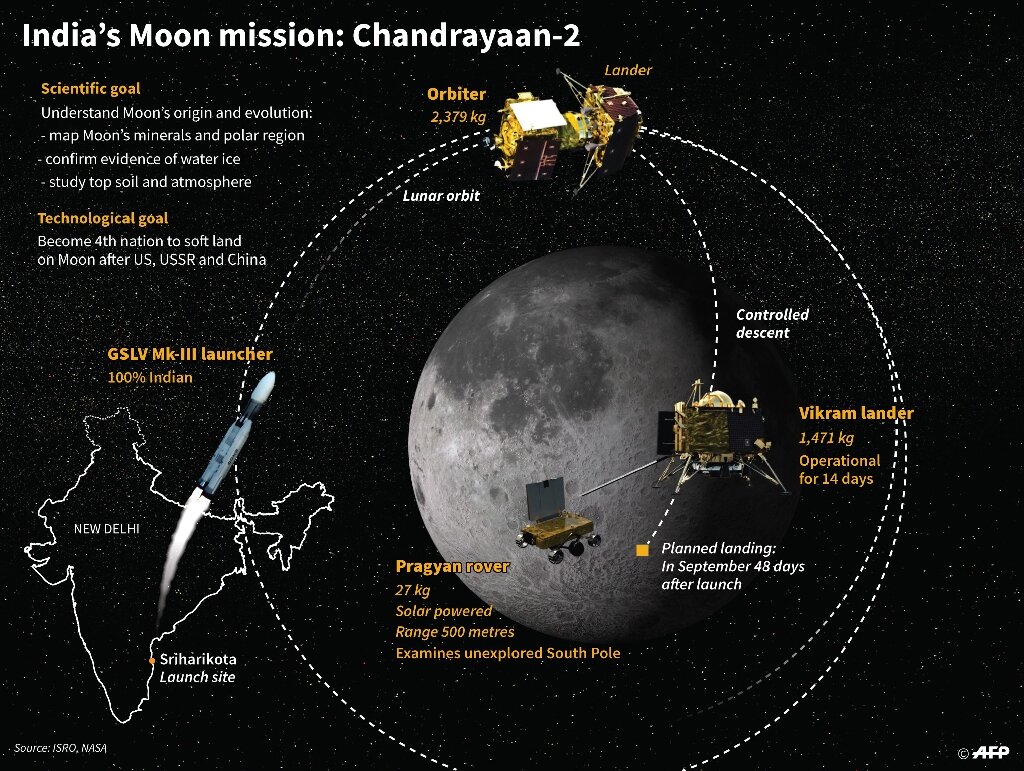 India's Moon mission: Chandrayaan-2
Scientific goal
Understand Moon's origin and evolution:
- map Moon's minerals and polar region
- confirm evidence of water ice
- study top soil and atmosphere
Technological goal
Become 4th nation to soft land
on Moon after US, USSR and China
Orbiter
2,379 kg
Lander
Lunar orbit
Controlled
descent
GSLV Mk-III launcher
100% Indian
Vikram lander
1,471 kg
Operational
for 14 days
NEW DELHI
Planned landing:
In September 48 days
after launch
Pragyan rover
27 kg
Solar powered
Range 500 metres
Examines unexplored South Pole
Sriharikota
Launch site
Source: ISRO, NASA
© AFP